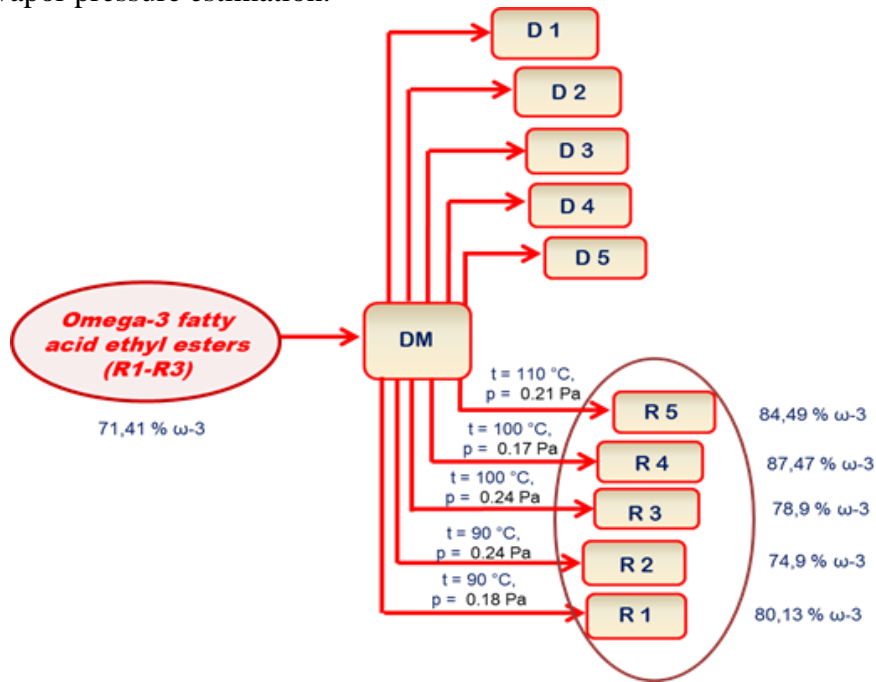 vapor pressure estimation.
D 1
D 2
D 3
D 4
D 5
Omega-3 fatty
acid ethyl esters
(R1-R3)
71,41 % ω-3
DM
t = 110 °C,
p = 0.21 Pa
R 5
84,49 % ω-3
t = 100 °C,
p = 0.17 Pa
R 4
87,47 % ω-3
t = 100 °C,
p = 0.24 Pa
R 3
78,9 % ω-3
t = 90 °C,
p = 0.24 Pa
R 2
74,9 % ω-3
t = 90 °C,
p = 0.18 Pa
R 1
80,13 % ω-3